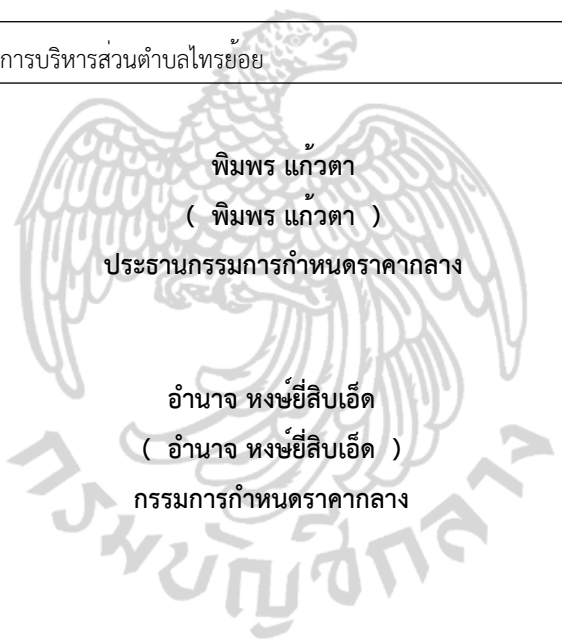 การบริหารส่วนตำบลไทรย้อย
พิมพร แก้วตา
( พิมพร แก้วตา )
ประธานกรรมการกำหนดราคากลาง
อำนาจ หงษ์ยี่สิบเอ็ด
( อำนาจ หงษ์ยี่สิบเอ็ด )
กรรมการกำหนดราคากลาง
กรมบัญชีกลาง